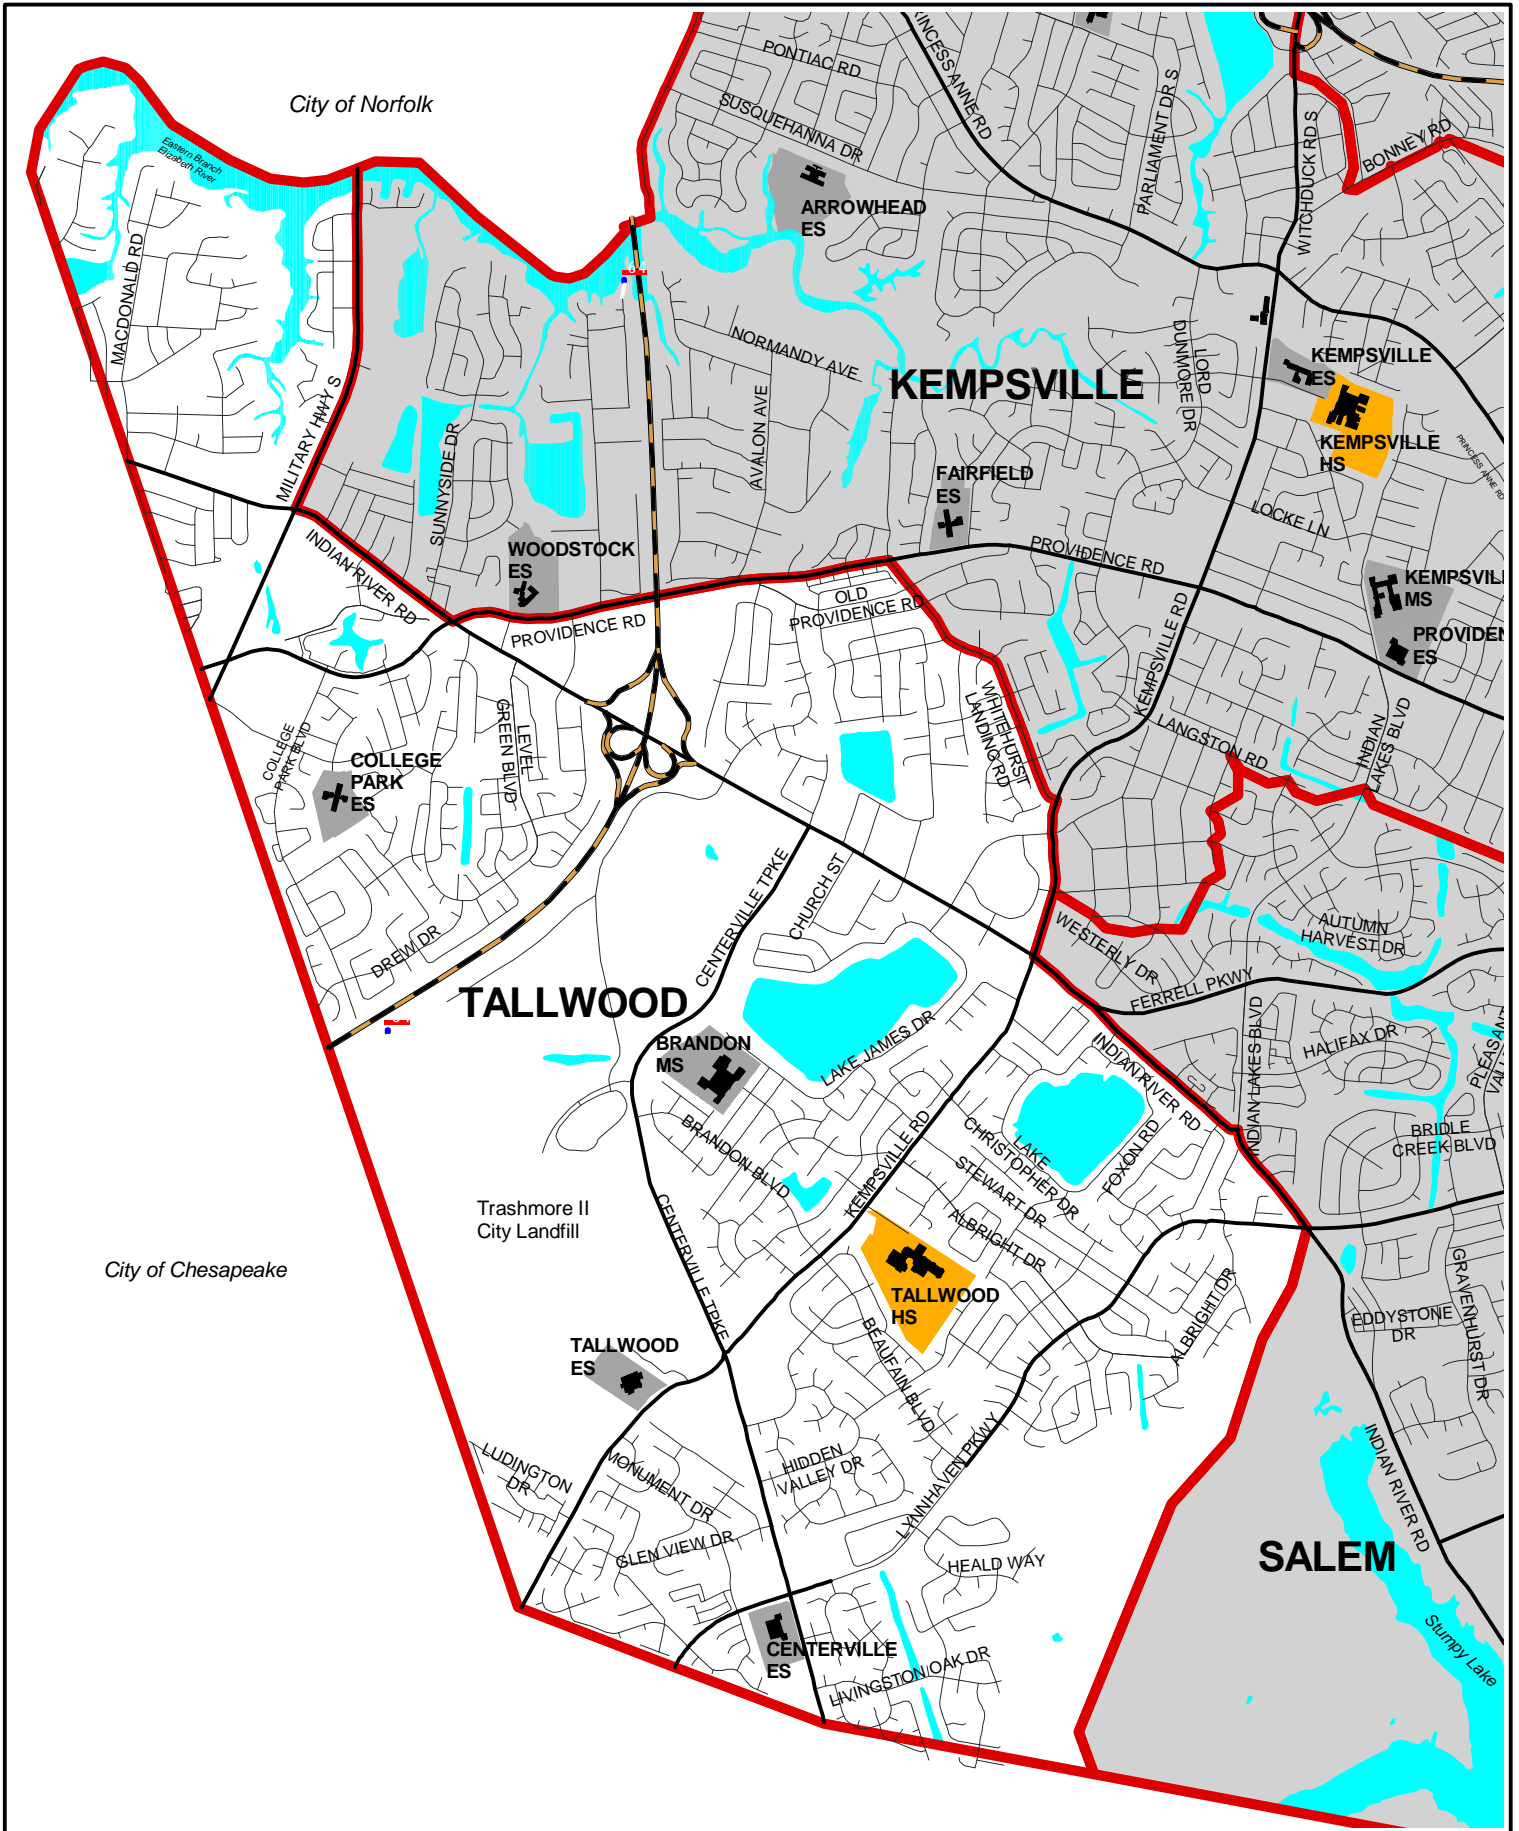 City of Norfolk
PONTIAC RD
SUSQUEHANNA DR
PARLIAMENT DR S
WITCHDUCK RD S
BONNEY RD
Eastern Branch
Elizabeth River
ARROWHEAD
ES
MACDONALD RD
NORMANDY AVE
LORD
DUNMORE DR
KEMPSVILLE
ES
KEMPSVILLE
KEMPSVILLE
HS
PRINCESS ANNE RD
MILITARY HWY S
SUNNYSIDE DR
AVALON AVE
FAIRFIELD
ES
LOCKE LN
INDIAN RIVER RD
WOODSTOCK
ES
PROVIDENCE RD
KEMPSVIL
MS
PROVIDEN
ES
OLD
PROVIDENCE RD
PROVIDENCE RD
KEMPSVILLE RD
WHITEHURST
LANDING RD
LANGSTON RD
INDIAN
LAKES BLVD
COLLEGE
PARK BLVD
COLLEGE
PARK
ES
LEVEL
GREEN BLVD
CENTERVILLE TPKE
CHURCH ST
DREW DR
WESTERLY DR
AUTUMN
HARVEST DR
FERRELL PKWY
TALLWOOD
BRANDON
MS
LAKE JAMES DR
INDIAN RIVER RD
INDIAN LAKES BLVD
HALIFAX DR
PLEASAN
BRIDLE
CREEK BLVD
BRANDON BLVD
KEMPSVILLE RD
LAKE
CHRISTOPHER DR
FOXON RD
STEWART DR
ALBRIGHT DR
Trashmore II
City Landfill
CENTERVILLE TPKE
City of Chesapeake
TALLWOOD
HS
ALBRIGHT DR
GRAVENHURST DR
EDDYSTONE
DR
TALLWOOD
ES
BEAUFAIN BLVD
LUDINGTON
DR
MONUMENT DR
HIDDEN
VALLEY DR
LYNNHAVEN PKWY
INDIAN RIVER RD
GLEN VIEW DR
HEALD WAY
SALEM
CENTERVILLE
ES
LIVINGSTON OAK DR
Stumpy Lake